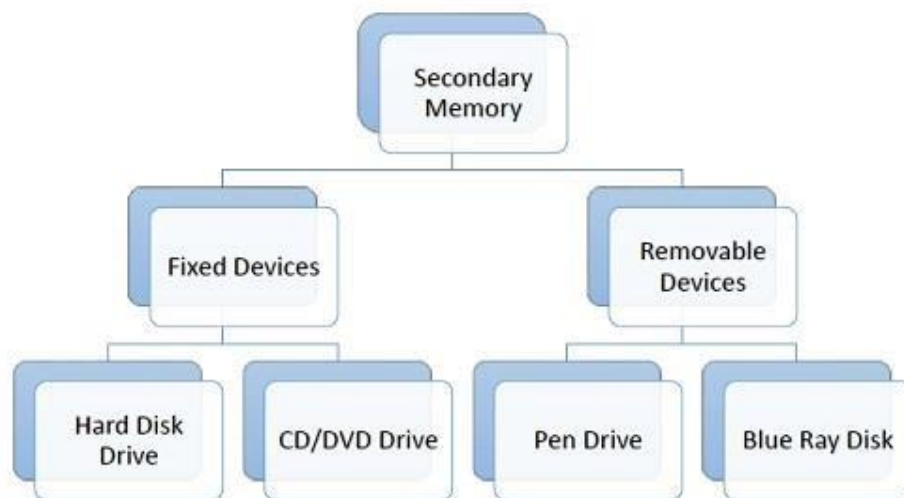 Secondary
Memory
Fixed Devices
Removable
Devices
Hard Disk
Drive
CD/DVD Drive
Pen Drive
Blue Ray Disk